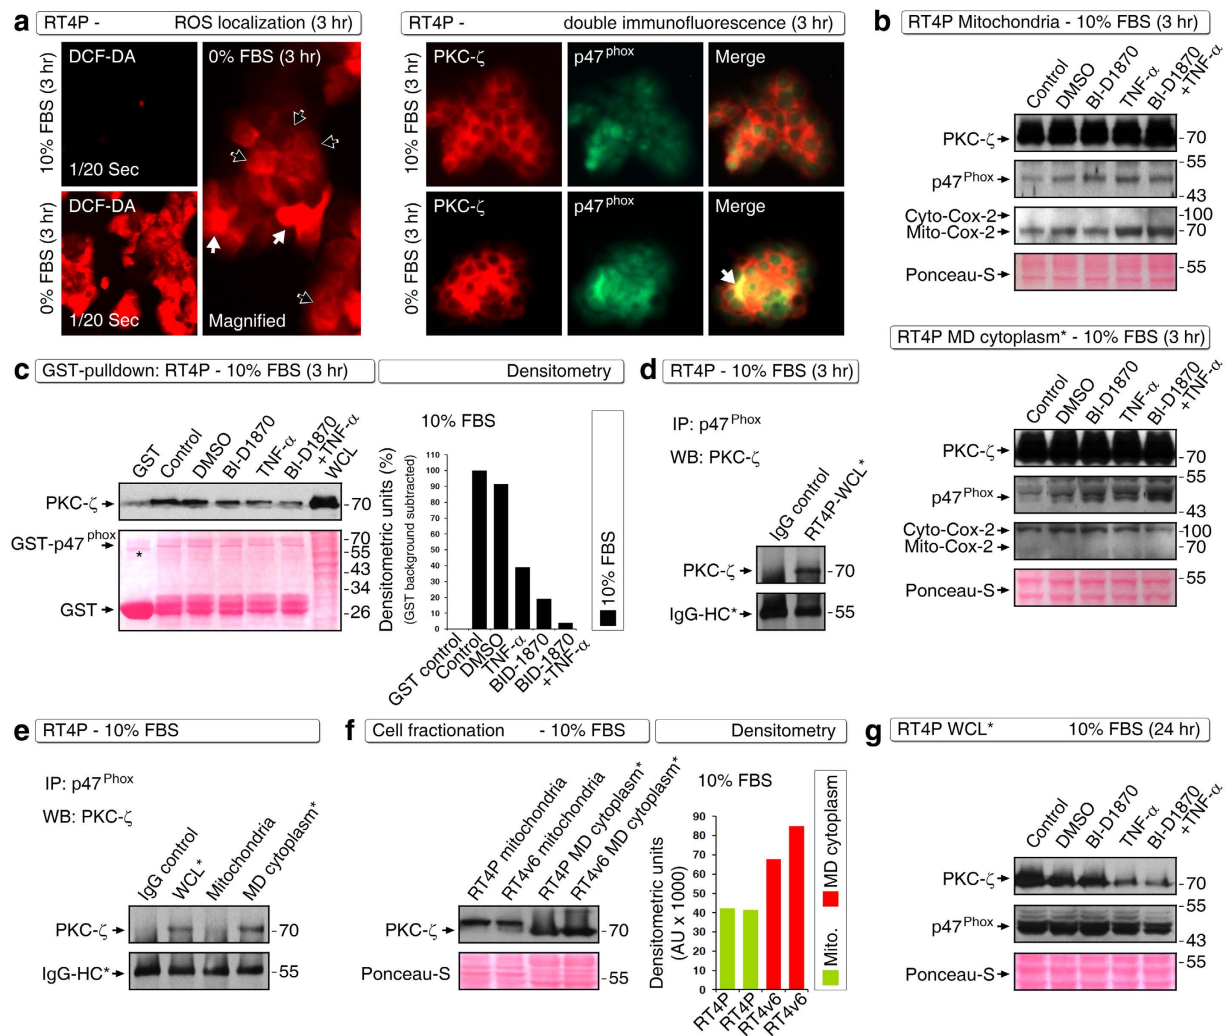 a
RT4P - ROS localization (3 hr)
10% FBS (3 hr)
DCF-DA
1/20 Sec
0% FBS (3 hr)
DCF-DA
1/20 Sec
0% FBS (3 hr)
Magnified
RT4P - double immunofluorescence (3 hr)
10% FBS (3 hr)
PKC-ζ
p47phox
Merge
0% FBS (3 hr)
PKC-ζ
p47phox
Merge
b
RT4P Mitochondria - 10% FBS (3 hr)
Control
DMSO
BI-D1870
TNF-α
BI-D1870
+TNF-α
PKC-ζ
-70
-55
p47Phox
-43
Cyto-Cox-2
-100
Mito-Cox-2
-70
Ponceau-S
-55
RT4P MD cytoplasm* - 10% FBS (3 hr)
Control
DMSO
BI-D1870
TNF-α
BI-D1870
+TNF-α
PKC-ζ
-70
-55
p47Phox
-43
Cyto-Cox-2
-100
Mito-Cox-2
-70
Ponceau-S
-55
c
GST-pulldown: RT4P - 10% FBS (3 hr)
Densitometry
GST
Control
DMSO
BI-D1870
TNF-α
BI-D1870
+TNF-α
WCL
PKC-ζ
-70
GST-p47phox
*
-70
-55
-43
-34
GST
-26
10% FBS
Densitometric units (%)
(GST background subtracted)
110
100
90
80
70
60
50
40
30
20
10
0
GST control
Control
DMSO
TNF-α
BID-1870
BID-1870
+TNF-α
10% FBS
d
RT4P - 10% FBS (3 hr)
IP: p47Phox
WB: PKC-ζ
IgG control
RT4P-WCL*
PKC-ζ
-70
IgG-HC*
-55
e
RT4P - 10% FBS
IP: p47Phox
WB: PKC-ζ
IgG control
WCL*
Mitochondria
MD cytoplasm*
PKC-ζ
-70
IgG-HC*
-55
f
Cell fractionation - 10% FBS
Densitometry
RT4P mitochondria
RT4v6 mitochondria
RT4P MD cytoplasm*
RT4v6 MD cytoplasm*
PKC-ζ
-70
Ponceau-S
-55
10% FBS
Densitometric units
(AU x 1000)
90
80
70
60
50
40
30
20
10
0
RT4P
RT4P
RT4v6
RT4v6
Mito.
MD cytoplasm
g
RT4P WCL* 10% FBS (24 hr)
Control
DMSO
BI-D1870
TNF-α
BI-D1870
+TNF-α
PKC-ζ
-70
-55
p47Phox
-43
Ponceau-S
-55